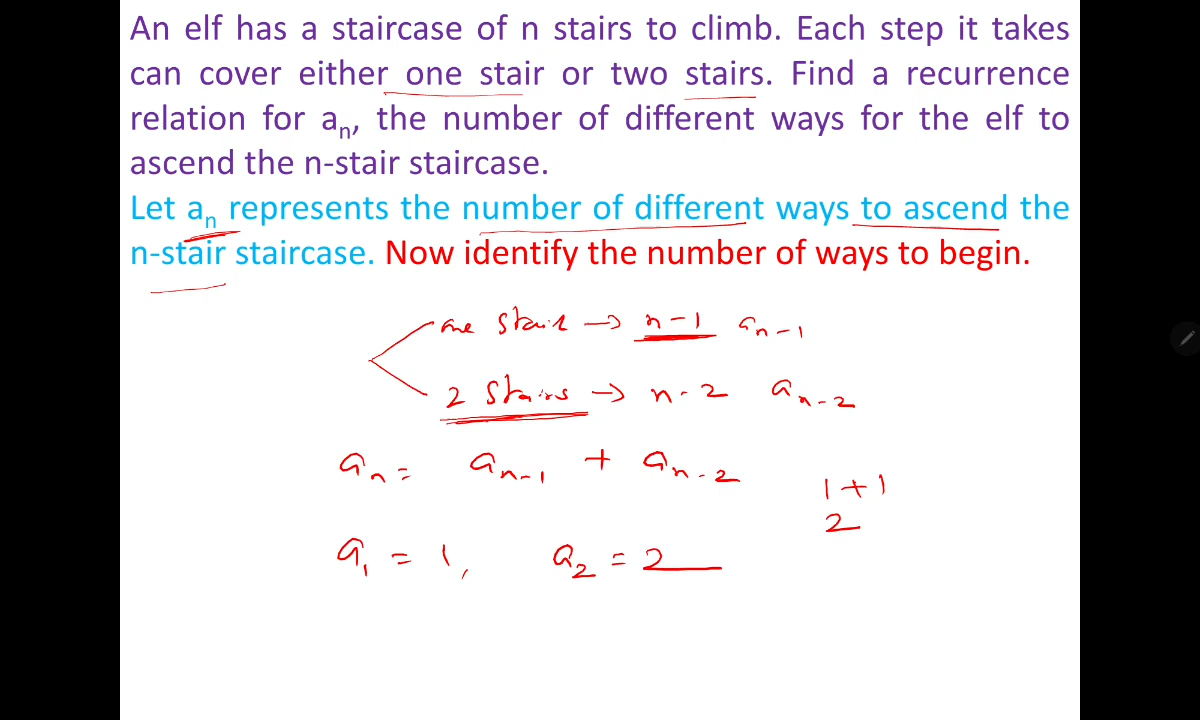 An elf has a staircase of n stairs to climb. Each step it takes
can cover either one stair or two stairs. Find a recurrence
relation for aₙ, the number of different ways for the elf to
ascend the n-stair staircase.
Let aₙ represents the number of different ways to ascend the
n-stair staircase. Now identify the number of ways to begin.
one stair → n-1 aₙ₋₁
2 stairs → n-2 aₙ₋₂
aₙ = aₙ₋₁ + aₙ₋₂
1+1
2
a₁ = 1, a₂ = 2